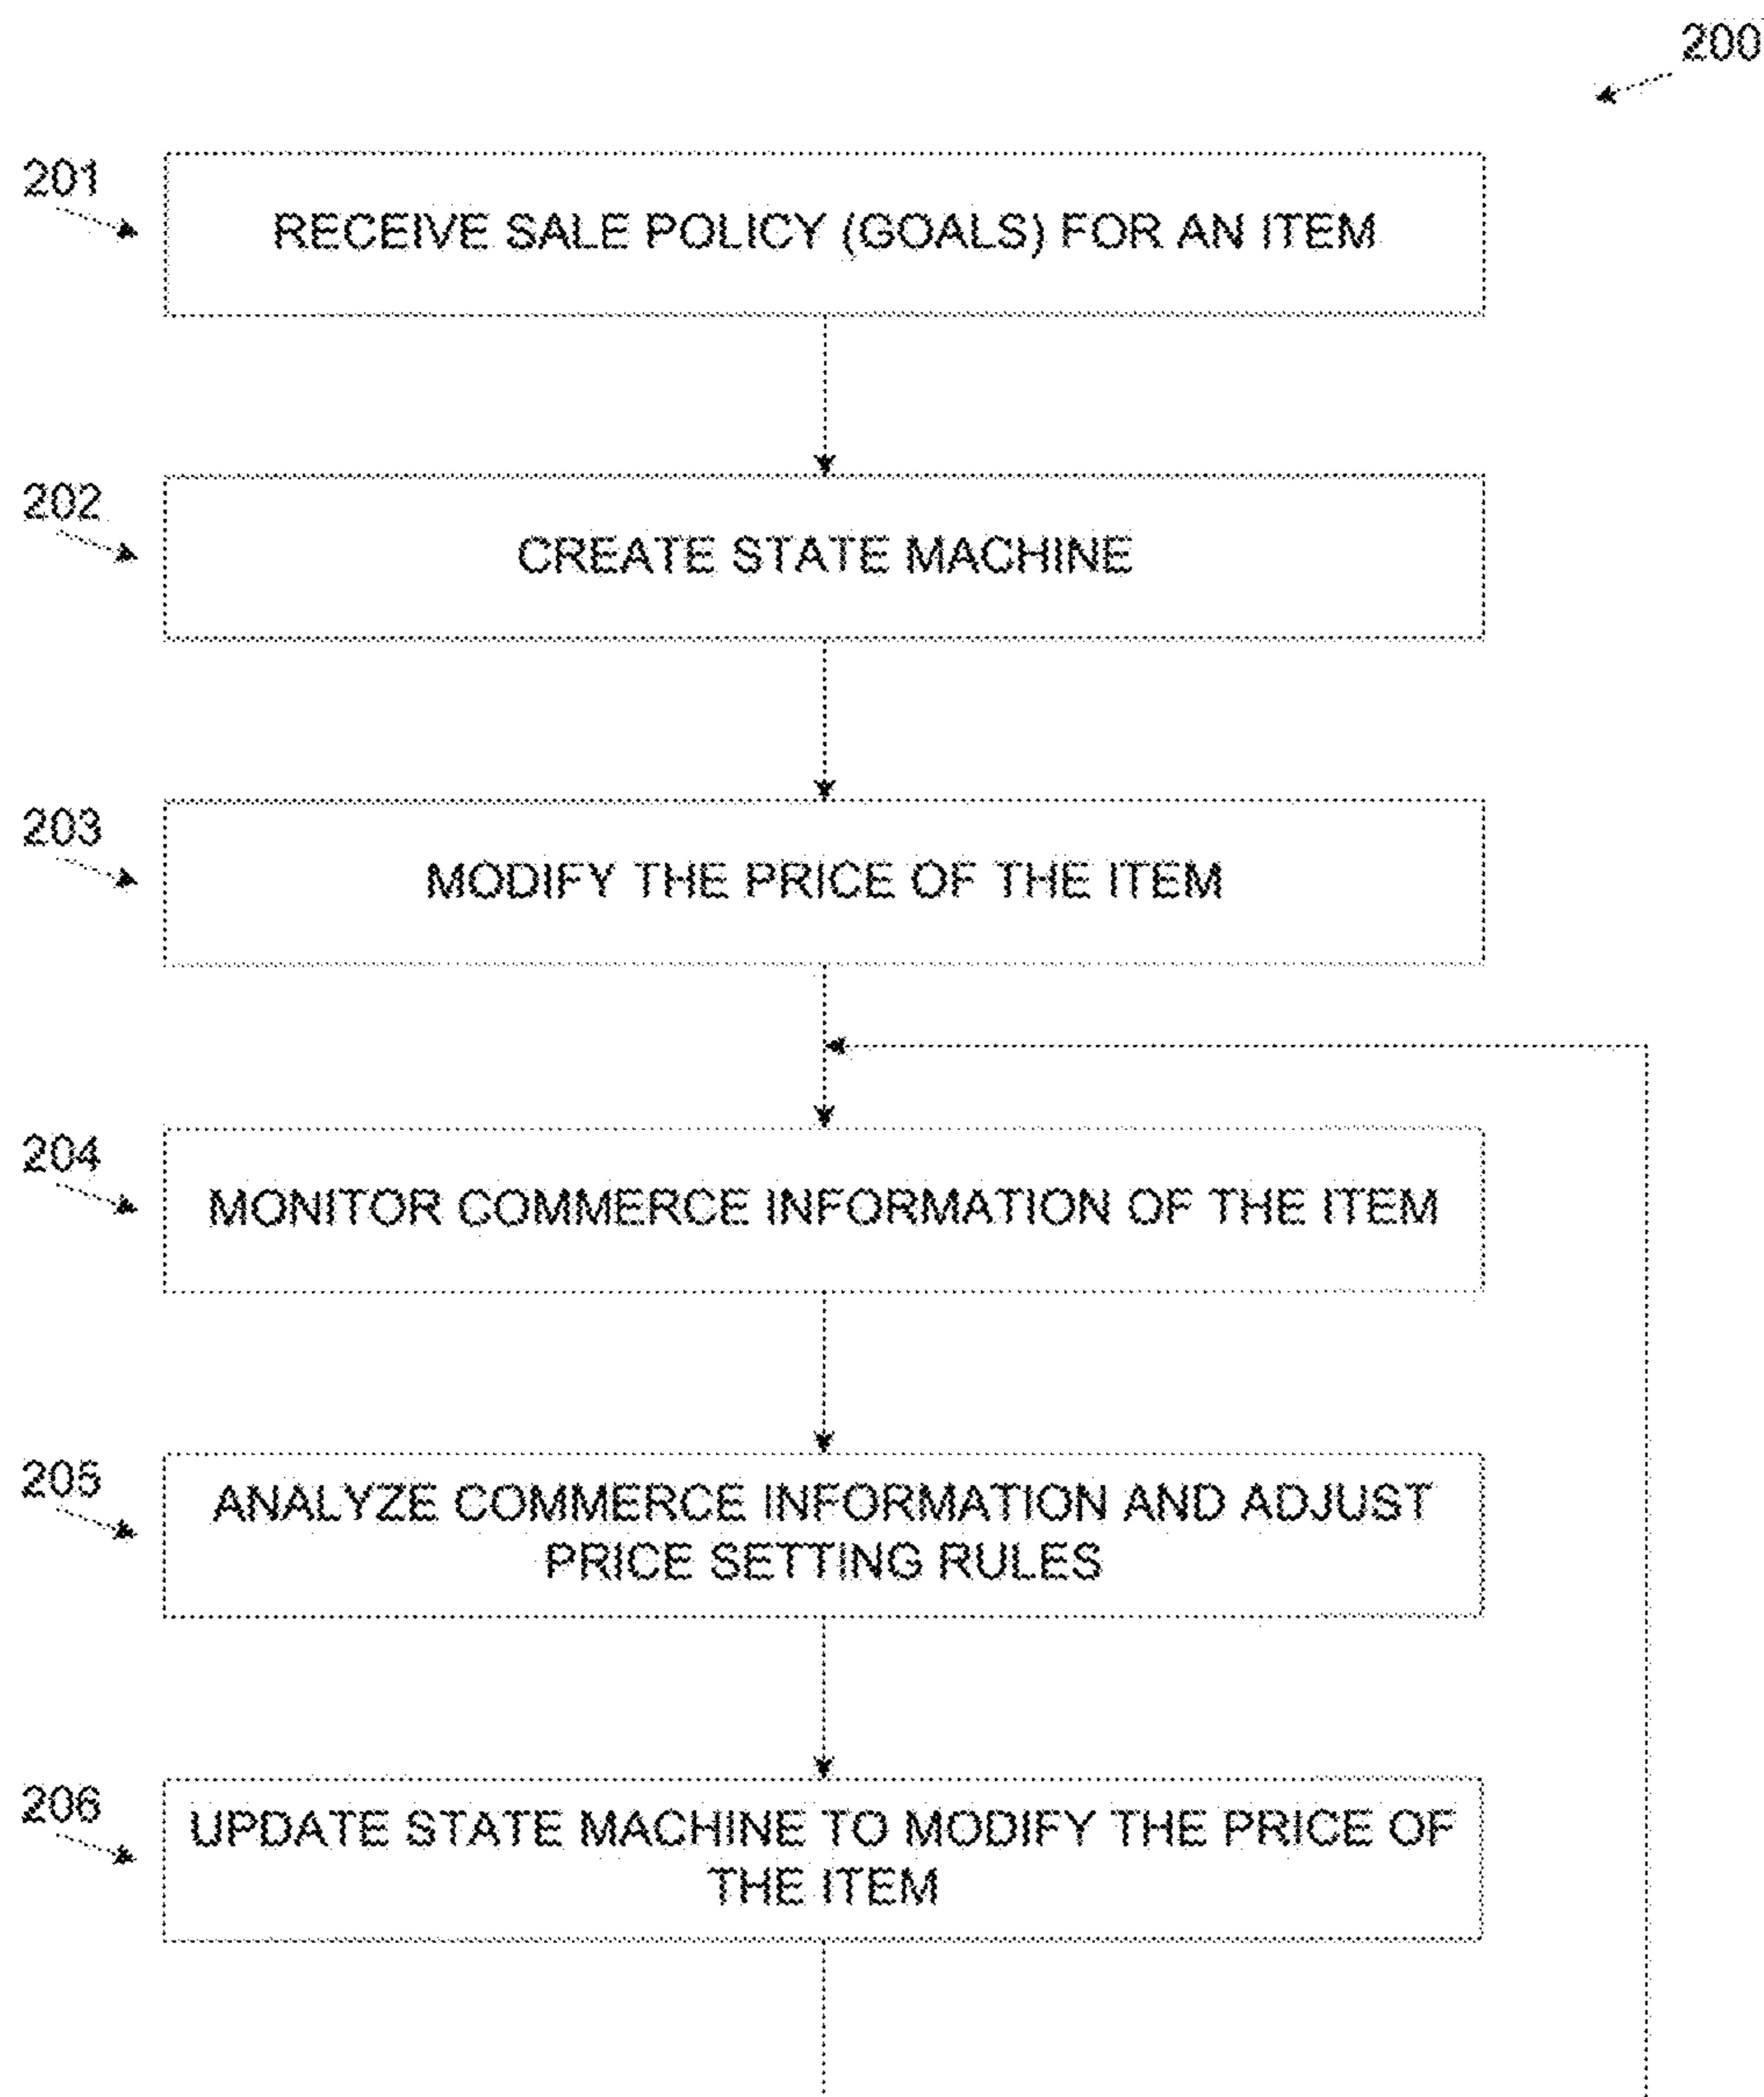 200
201
RECEIVE SALE POLICY (GOALS) FOR AN ITEM
202
CREATE STATE MACHINE
203
MODIFY THE PRICE OF THE ITEM
204
MONITOR COMMERCE INFORMATION OF THE ITEM
205
ANALYZE COMMERCE INFORMATION AND ADJUST
PRICE SETTING RULES
206
UPDATE STATE MACHINE TO MODIFY THE PRICE OF
THE ITEM